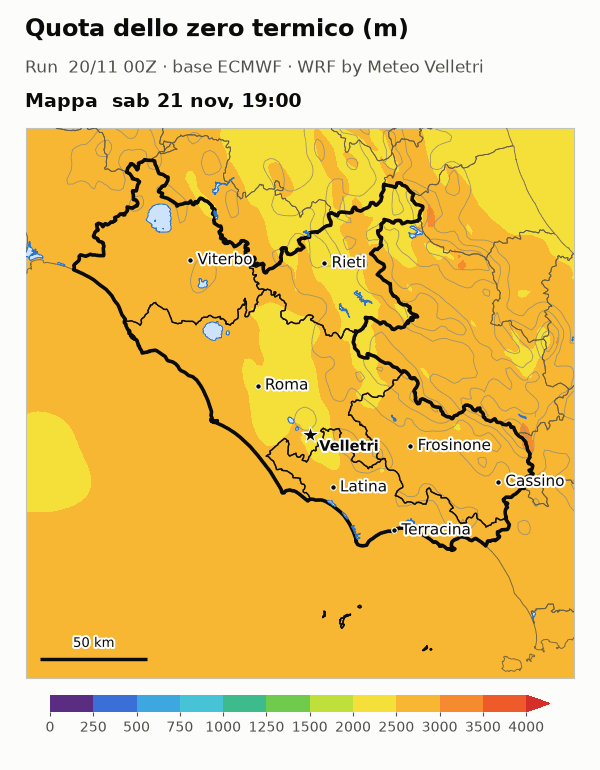 Quota dello zero termico (m)
Run  20/11 00Z · base ECMWF · WRF by Meteo Velletri
Mappa  sab 21 nov, 19:00
Viterbo
Rieti
Roma
Velletri
Frosinone
Cassino
Latina
Terracina
50 km
0 250 500 750 1000 1250 1500 2000 2500 3000 3500 4000